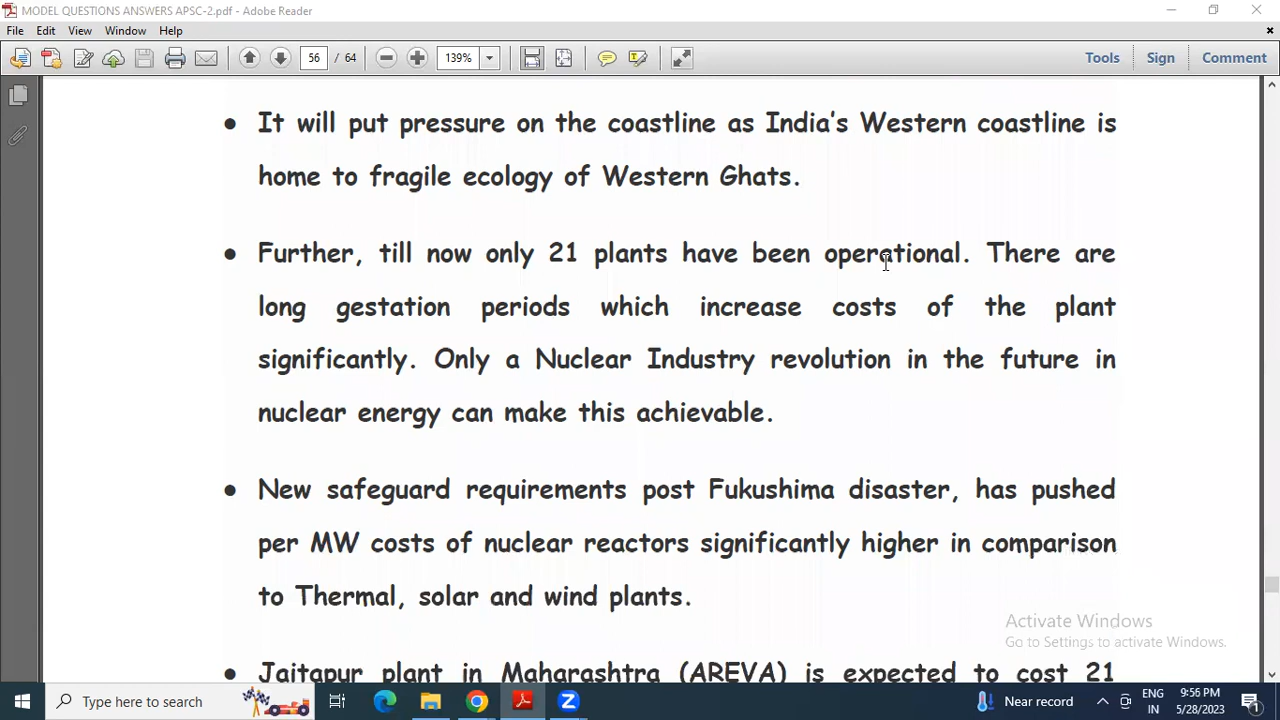 MODEL QUESTIONS ANSWERS APSC-2.pdf - Adobe Reader
File Edit View Window Help
56 / 64 139% Tools Sign Comment
• It will put pressure on the coastline as India's Western coastline is
home to fragile ecology of Western Ghats.
• Further, till now only 21 plants have been operational. There are
long gestation periods which increase costs of the plant
significantly. Only a Nuclear Industry revolution in the future in
nuclear energy can make this achievable.
• New safeguard requirements post Fukushima disaster, has pushed
per MW costs of nuclear reactors significantly higher in comparison
to Thermal, solar and wind plants.
Activate Windows
Go to Settings to activate Windows.
• Jaitapur plant in Maharashtra (AREVA) is expected to cost 21
Type here to search Near record ENG 9:56 PM
IN 5/28/2023 1